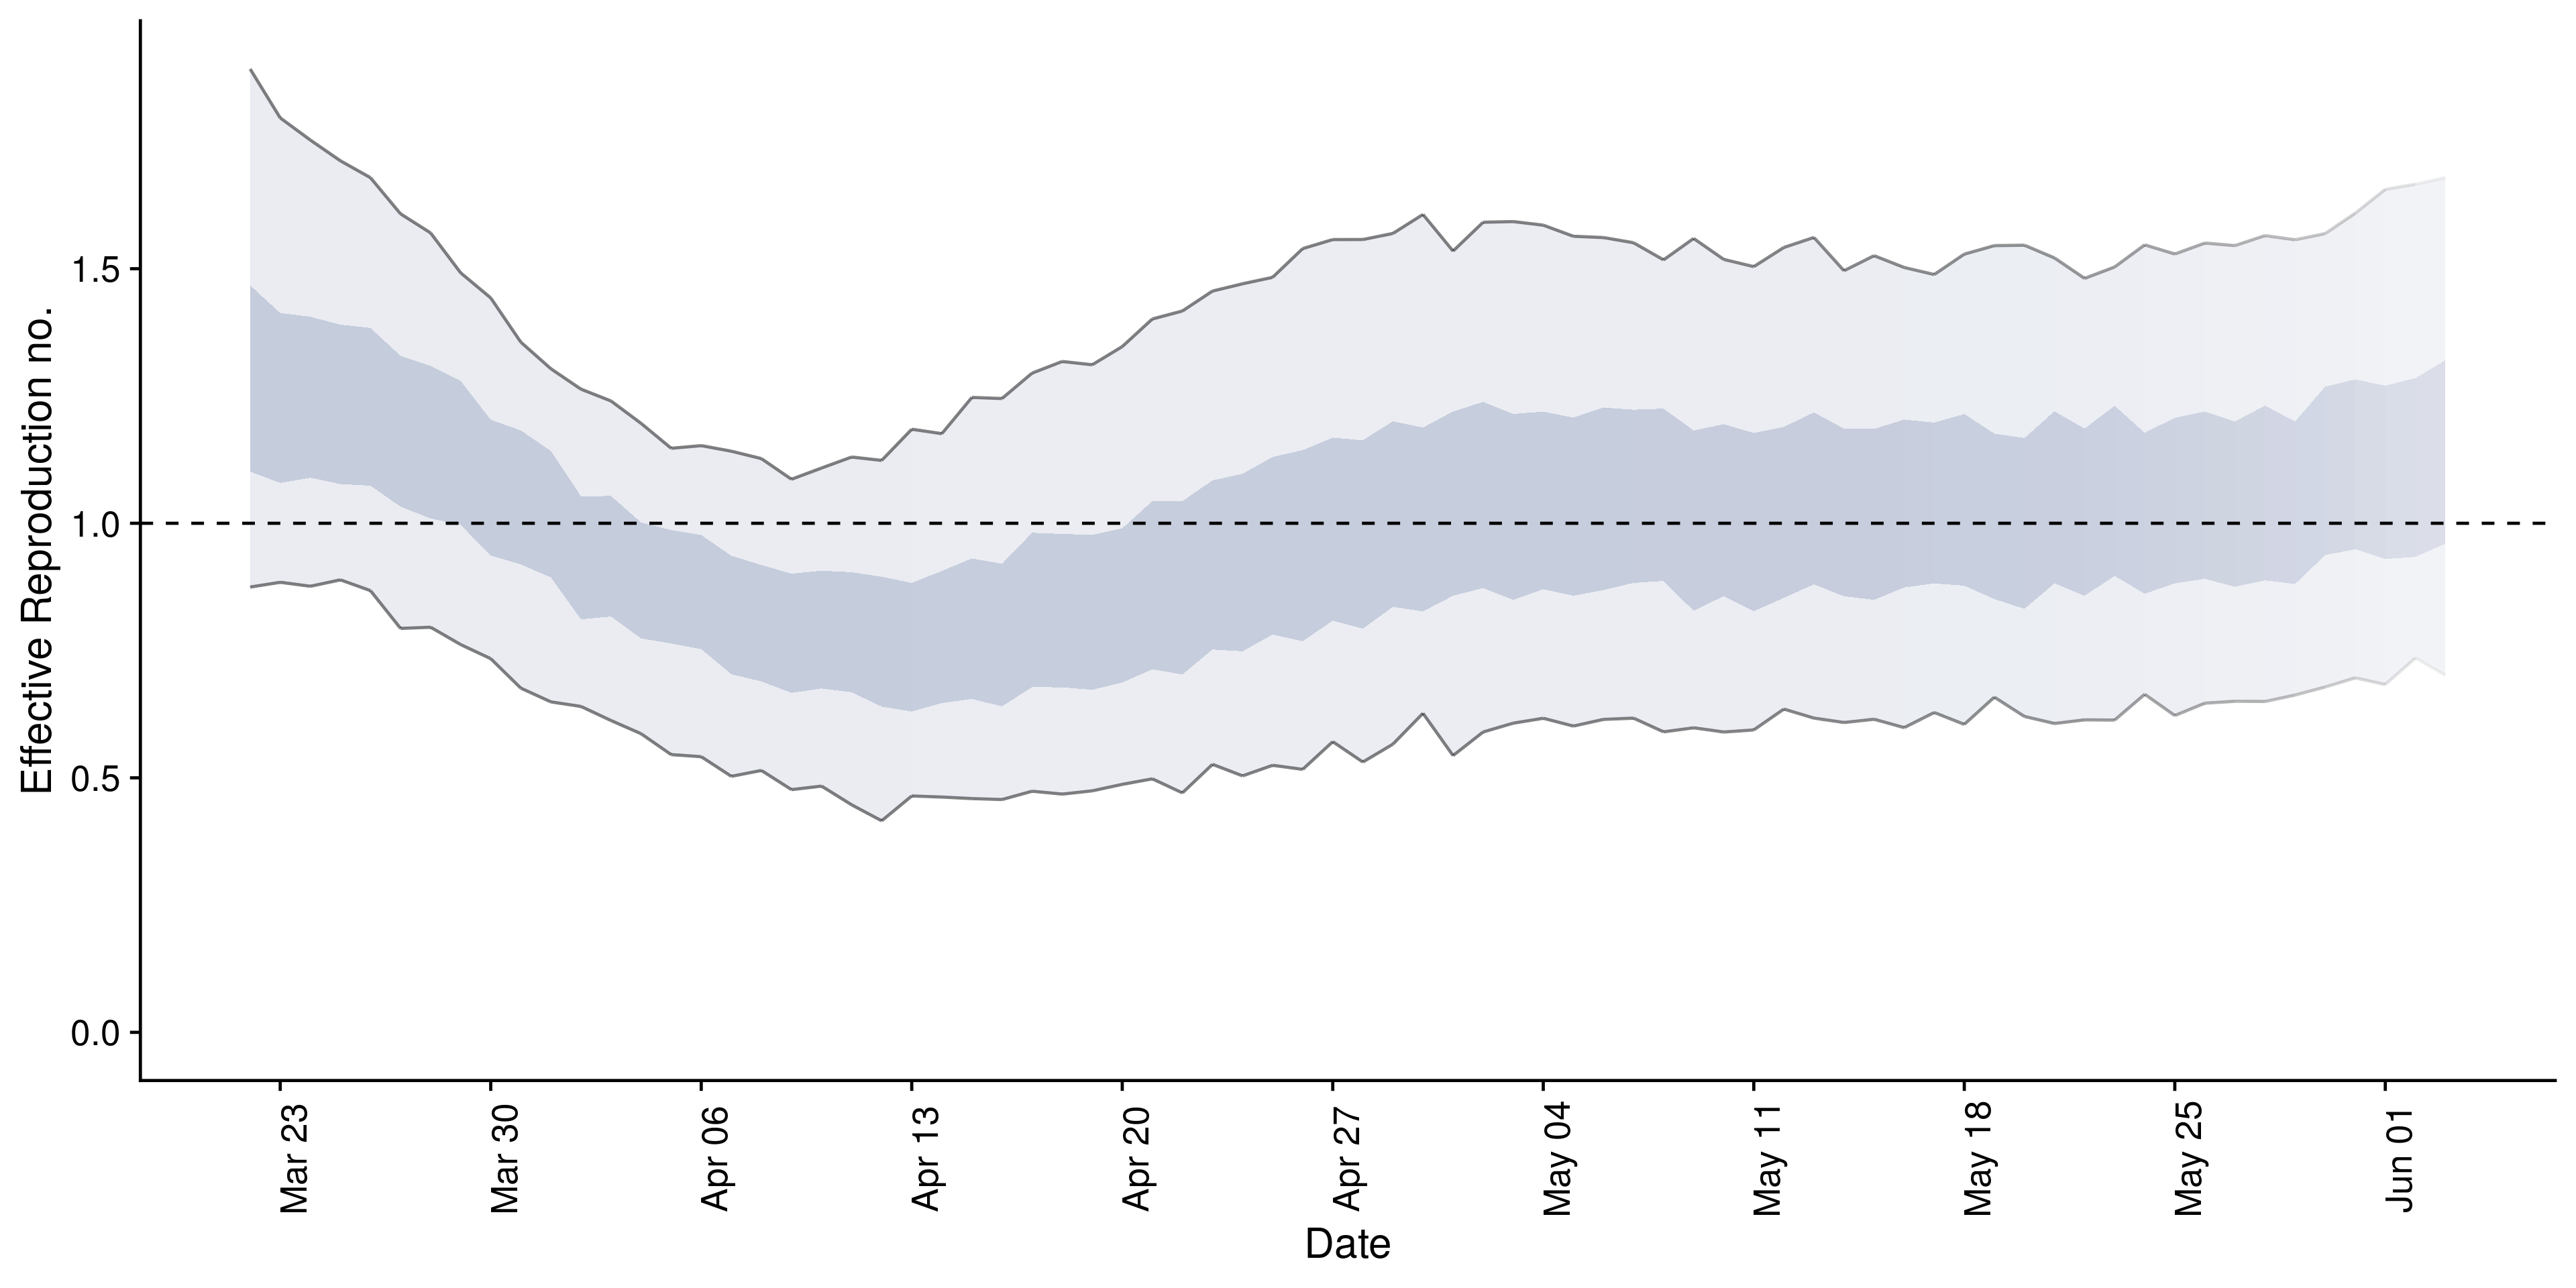 Effective Reproduction no.
1.5
1.0
0.5
0.0
Mar 23
Mar 30
Apr 06
Apr 13
Apr 20
Apr 27
May 04
May 11
May 18
May 25
Jun 01
Date